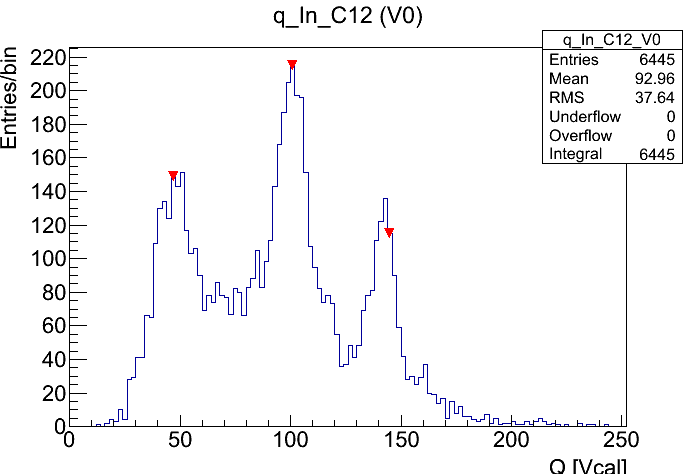 q_In_C12 (V0)
q_In_C12_V0
Entries 6445
Mean 92.96
RMS 37.64
Underflow 0
Overflow 0
Integral 6445
Entries/bin
220
200
180
160
140
120
100
80
60
40
20
0
0 50 100 150 200 250
Q [Vcal]